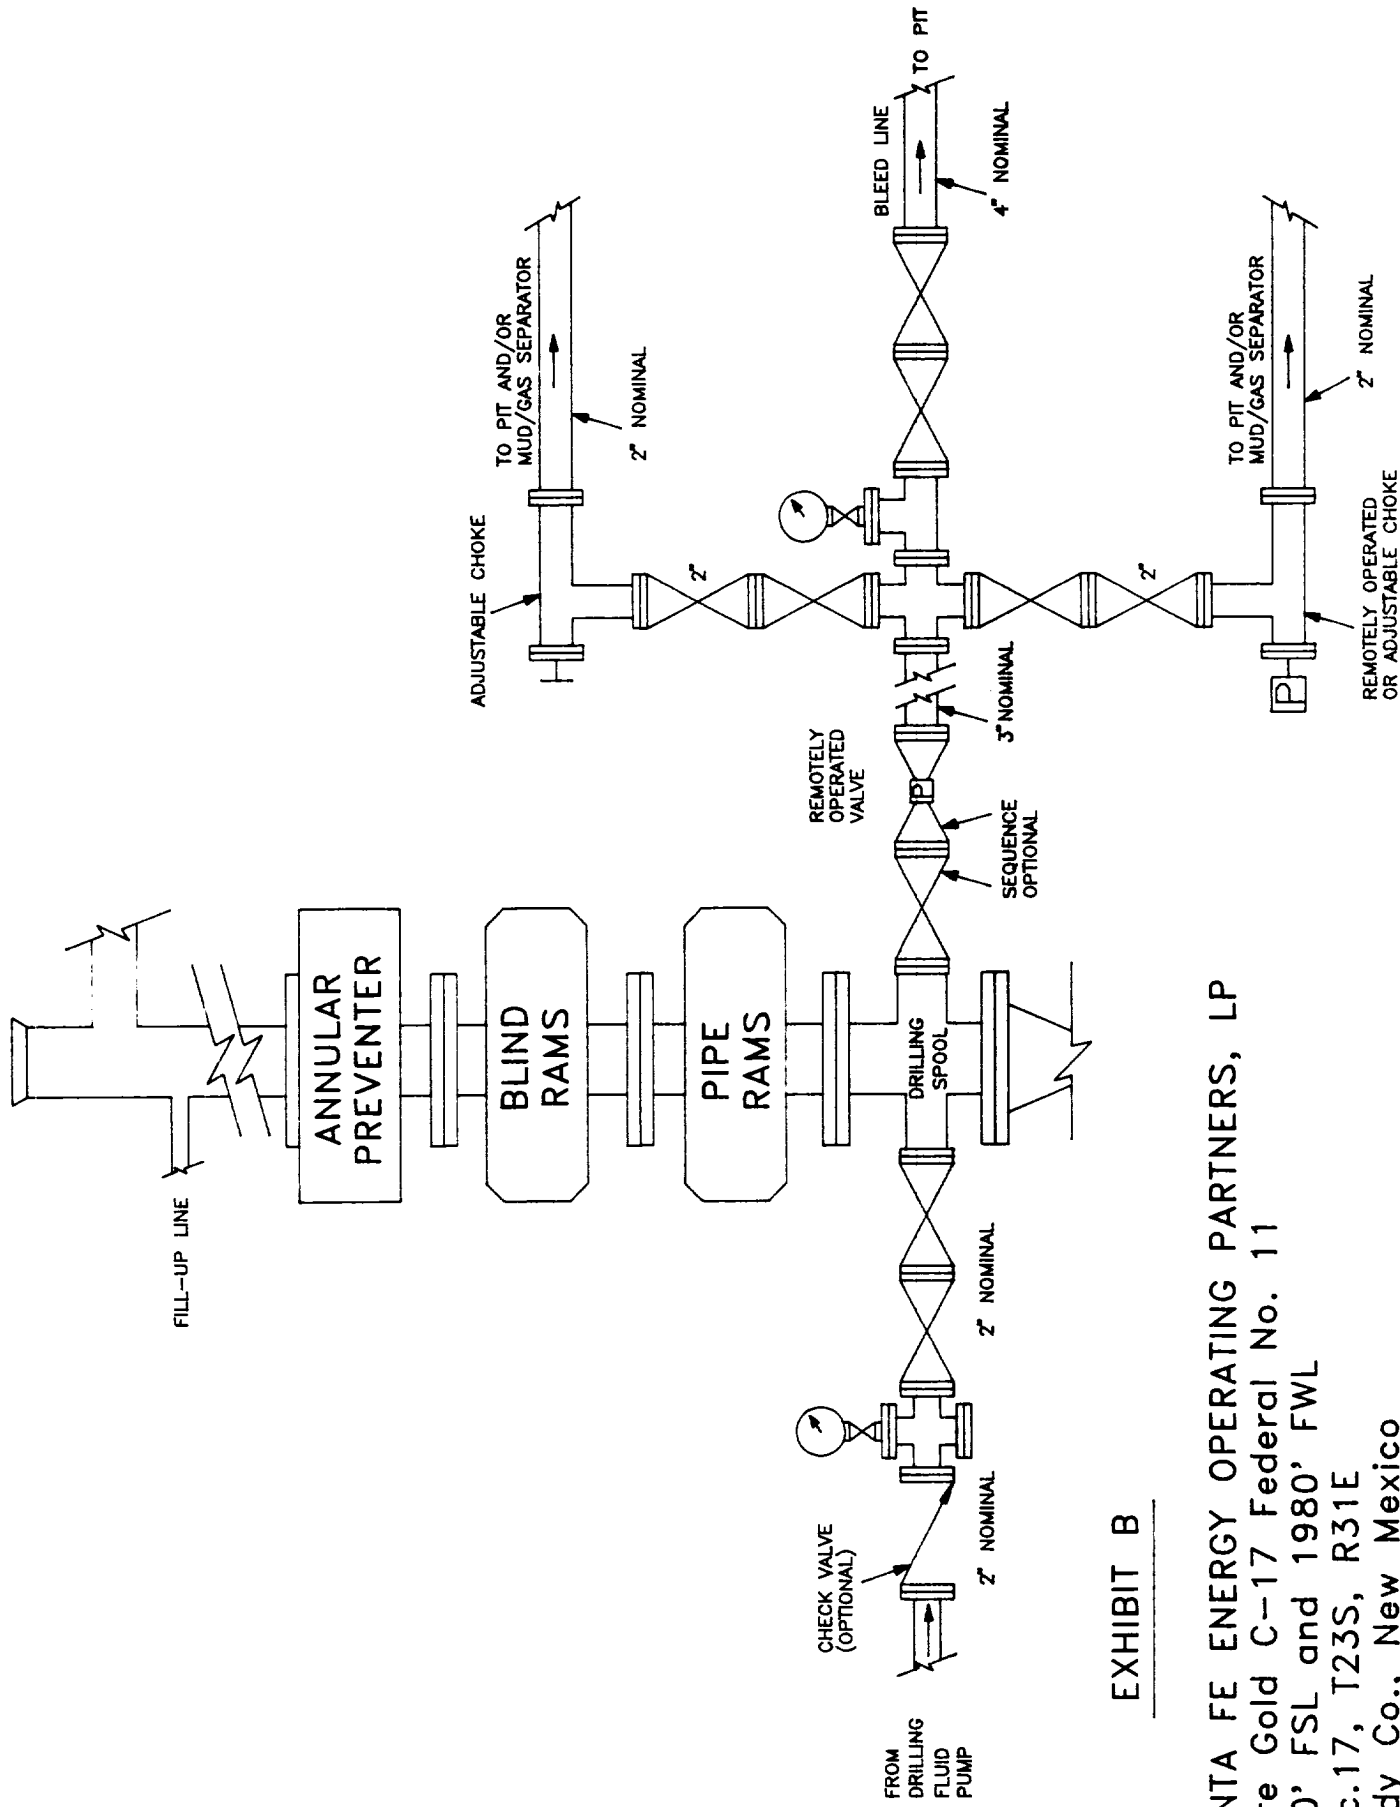 FILL-UP LINE
ANNULAR
PREVENTER
BLIND
RAMS
PIPE
RAMS
DRILLING
SPOOL
FROM
DRILLING
FLUID
PUMP
CHECK VALVE
(OPTIONAL)
2" NOMINAL
2" NOMINAL
SEQUENCE
OPTIONAL
REMOTELY
OPERATED
VALVE
P
3" NOMINAL
ADJUSTABLE CHOKE
TO PIT AND/OR
MUD/GAS SEPARATOR
2" NOMINAL
2"
BLEED LINE
TO PIT
4" NOMINAL
2"
TO PIT AND/OR
MUD/GAS SEPARATOR
2" NOMINAL
P
REMOTELY OPERATED
OR ADJUSTABLE CHOKE
EXHIBIT B
FE ENERGY OPERATING PARTNERS, LP
Gold C-17 Federal No. 11
FSL and 1980' FWL
T23S, R31E
Co., New Mexico